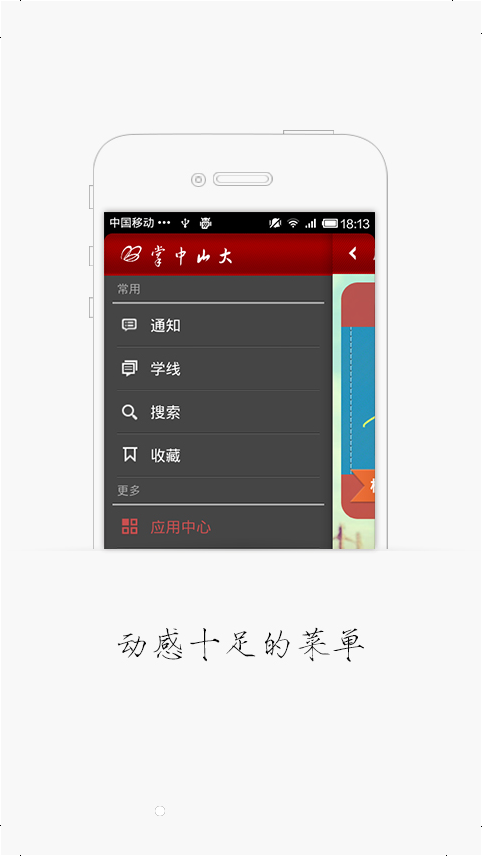 中国移动 18:13
掌中山大
常用
通知
学线
搜索
收藏
更多
应用中心
动感十足的菜单